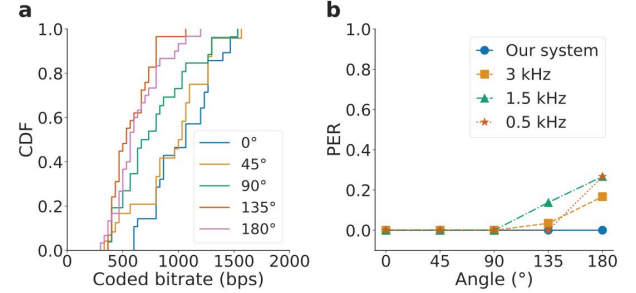 a
CDF
1.0
0.8
0.6
0.4
0.2
0.0
0°
45°
90°
135°
180°
0 500 1000 1500 2000
Coded bitrate (bps)
b
PER
1.0
0.8
0.6
0.4
0.2
0.0
Our system
3 kHz
1.5 kHz
0.5 kHz
0 45 90 135 180
Angle (°)